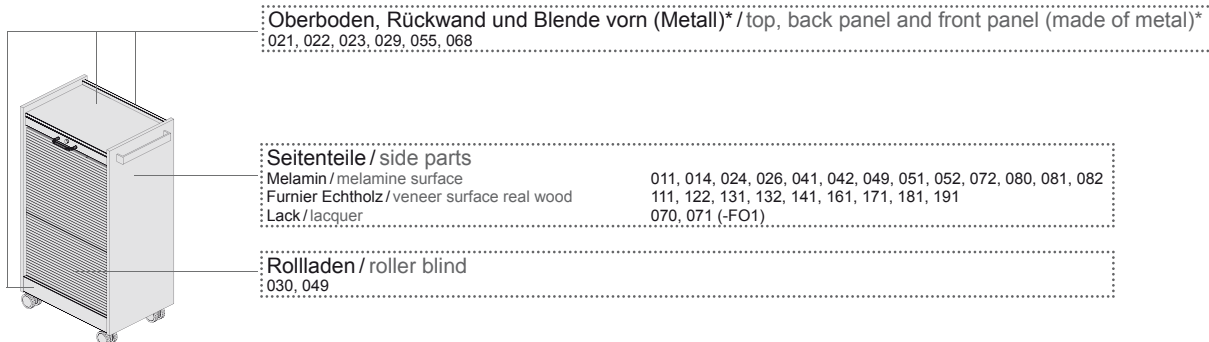 Oberboden, Rückwand und Blende vorn (Metall)* / top, back panel and front panel (made of metal)*
021, 022, 023, 029, 055, 068
Seitenteile / side parts
Melamin / melamine surface 011, 014, 024, 026, 041, 042, 049, 051, 052, 072, 080, 081, 082
Furnier Echtholz / veneer surface real wood 111, 122, 131, 132, 141, 161, 171, 181, 191
Lack / lacquer 070, 071 (-FO1)
Rollladen / roller blind
030, 049